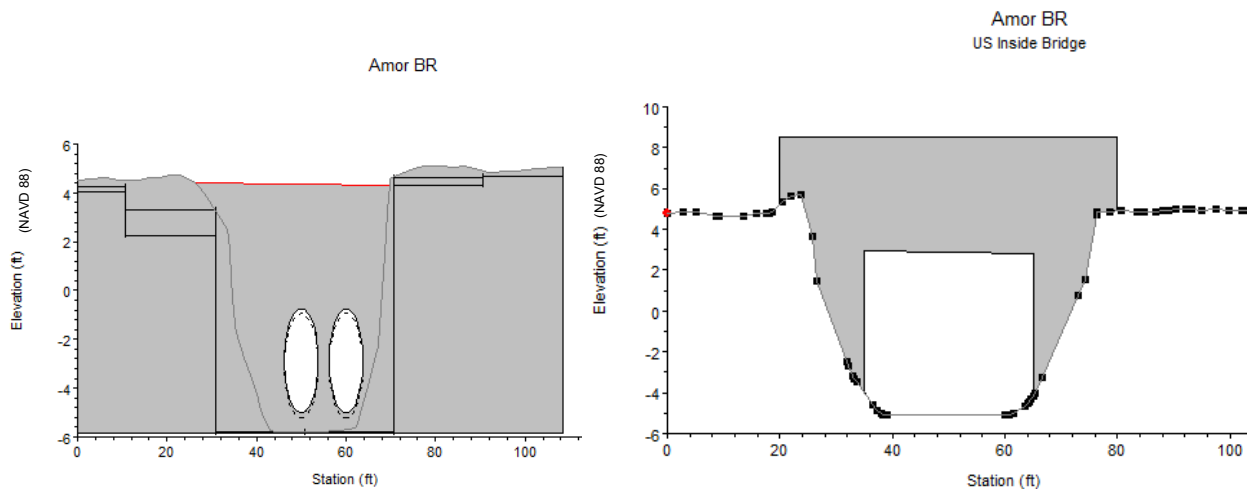 Amor BR
6
4
2
0
-2
-4
-6
Elevation (ft) (NAVD 88)
0 20 40 60 80 100
Station (ft)
Amor BR
US Inside Bridge
10
8
6
4
2
0
-2
-4
-6
Elevation (ft) (NAVD 88)
0 20 40 60 80 100
Station (ft)